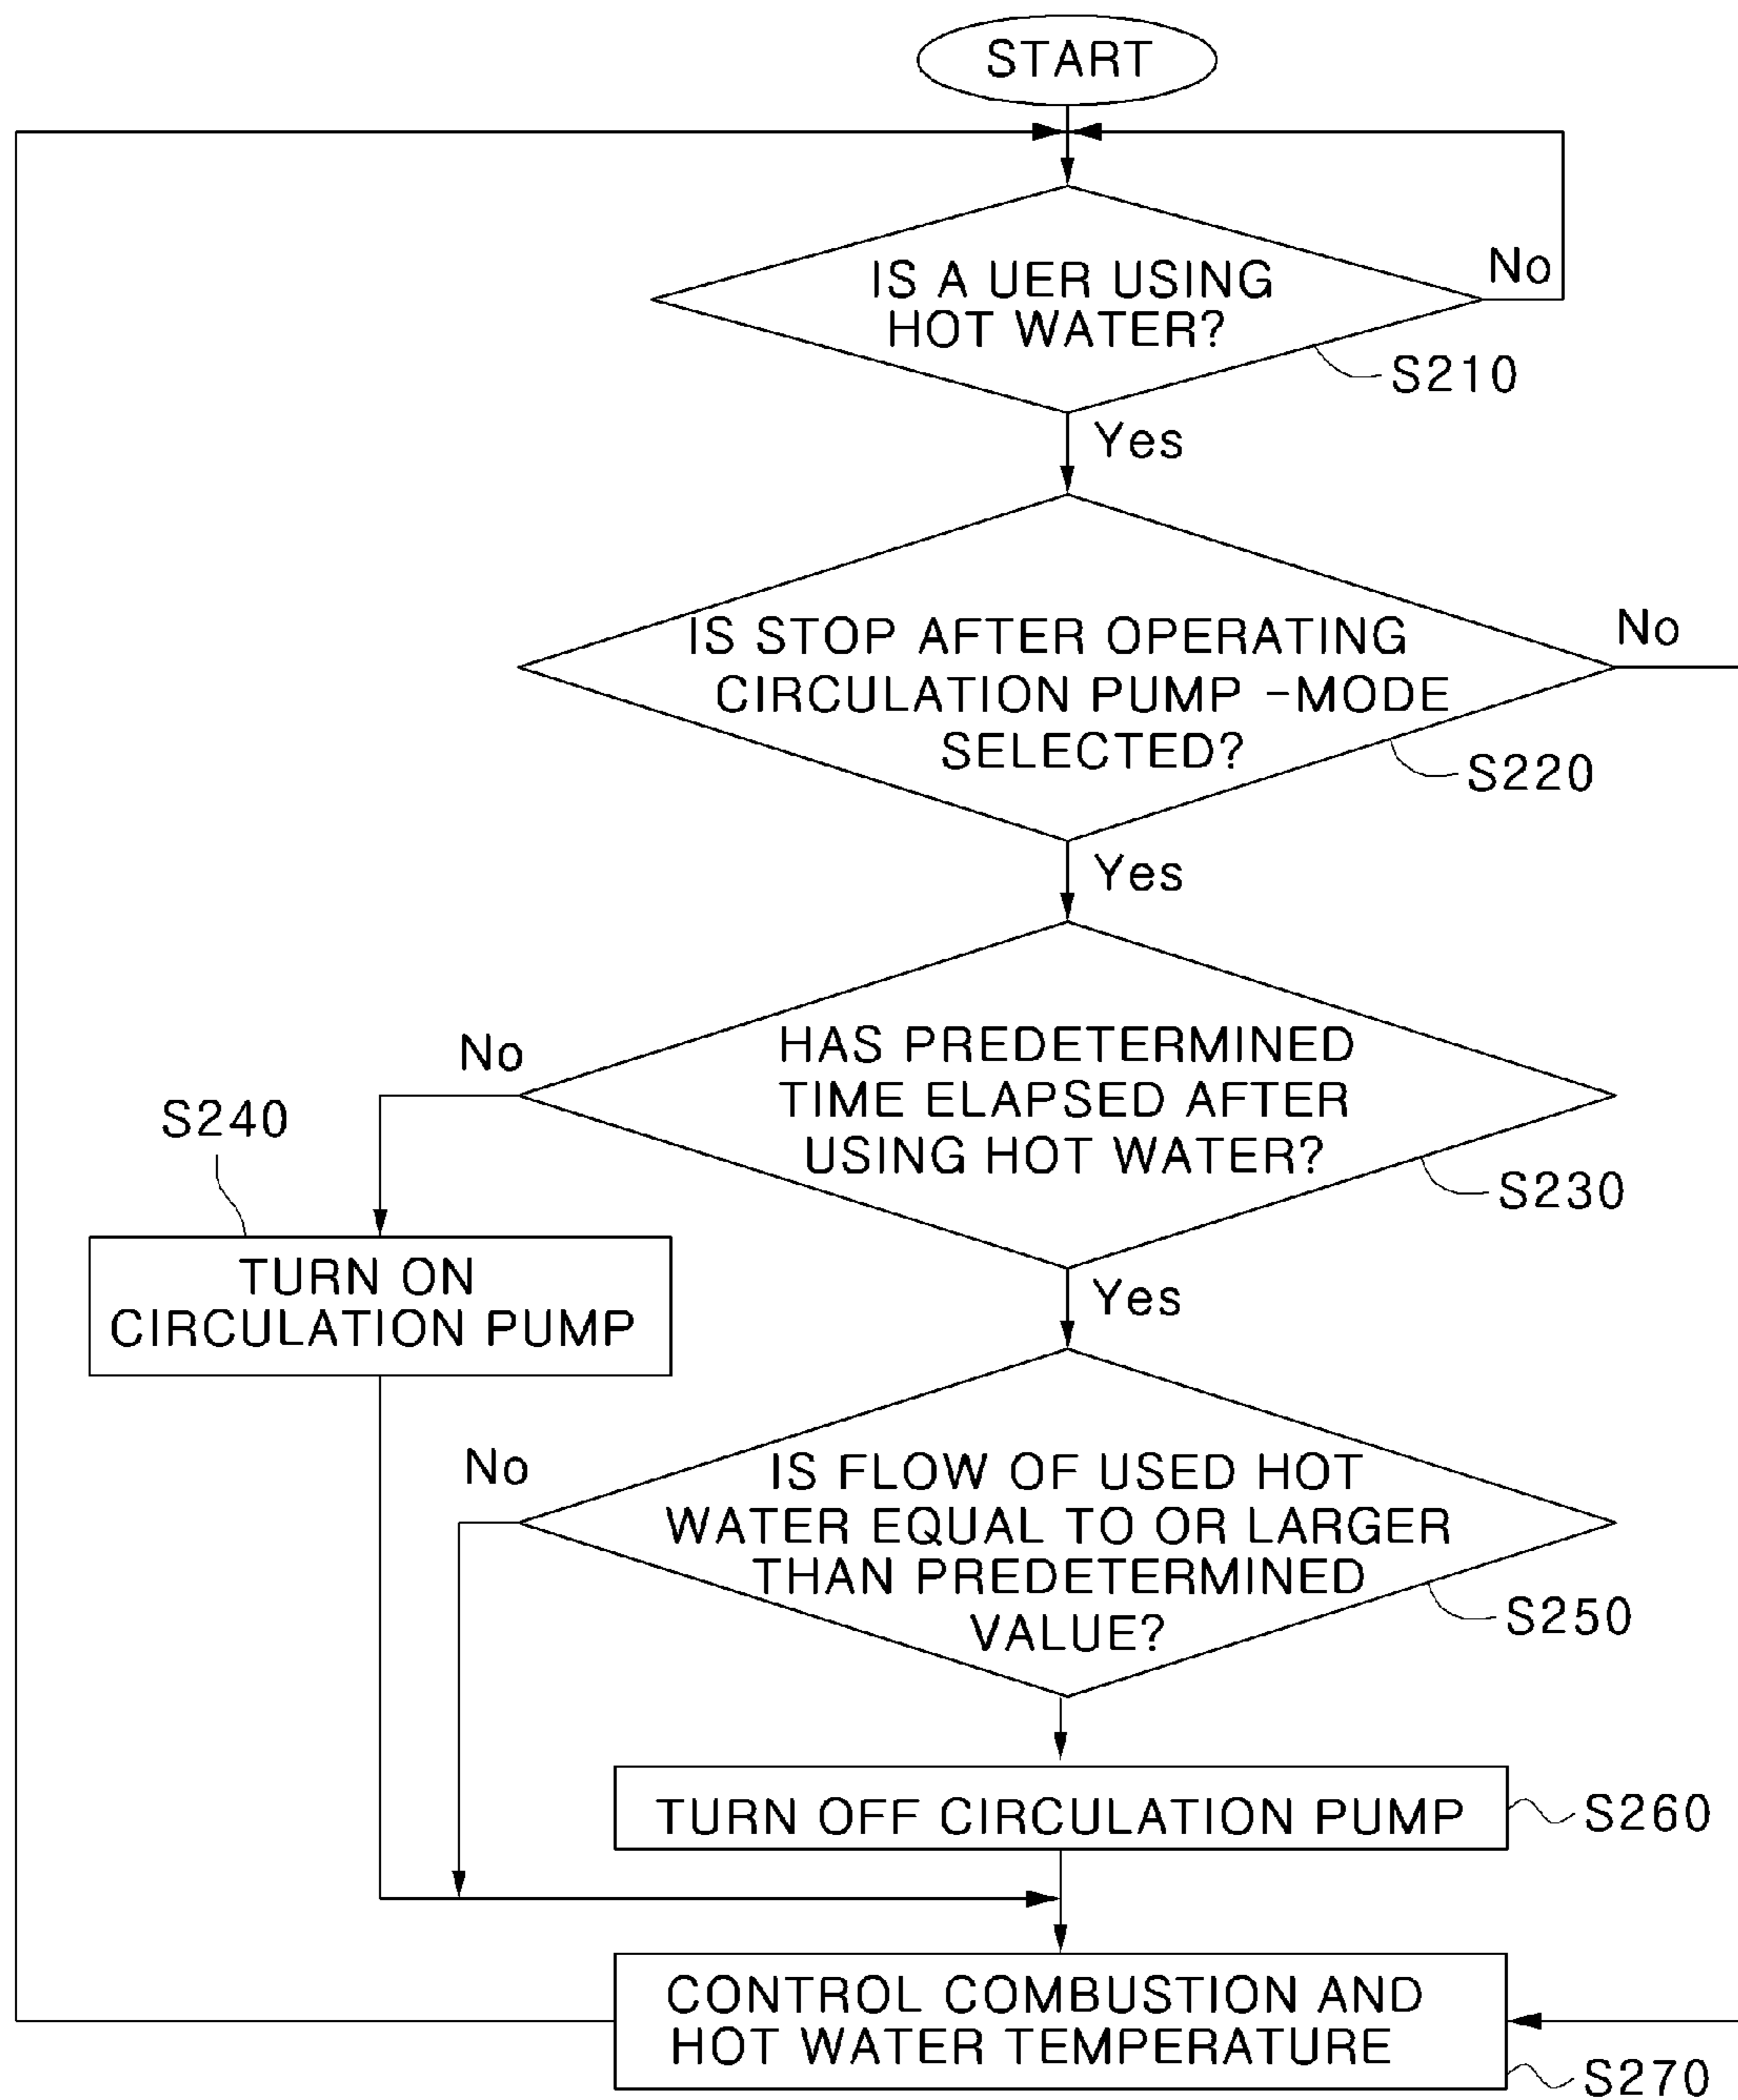 START
IS A UER USING
HOT WATER?
No
S210
Yes
IS STOP AFTER OPERATING
CIRCULATION PUMP -MODE
SELECTED?
No
S220
Yes
HAS PREDETERMINED
TIME ELAPSED AFTER
USING HOT WATER?
No
S230
S240
TURN ON
CIRCULATION PUMP
Yes
IS FLOW OF USED HOT
WATER EQUAL TO OR LARGER
THAN PREDETERMINED
VALUE?
No
S250
TURN OFF CIRCULATION PUMP
S260
CONTROL COMBUSTION AND
HOT WATER TEMPERATURE
S270